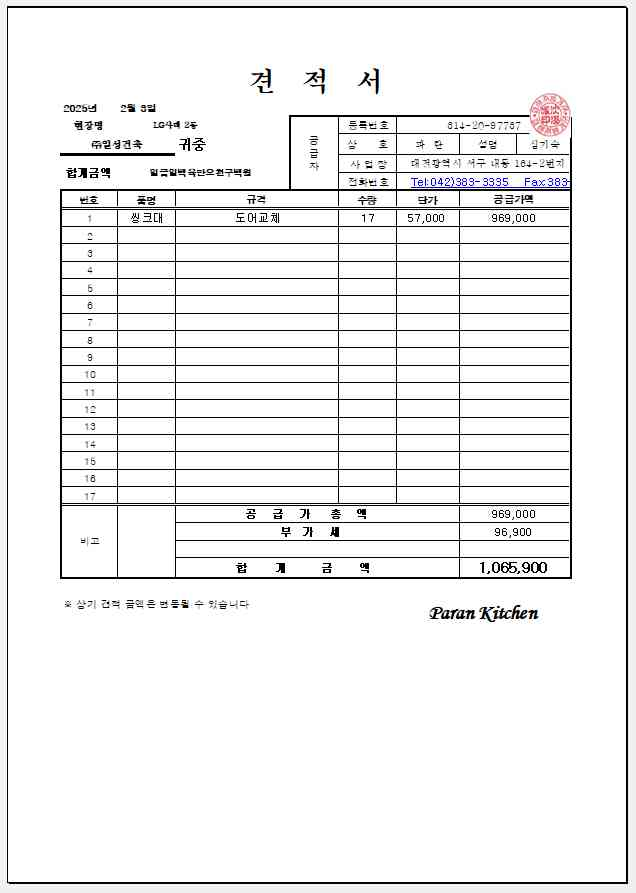 견 적 서
2025년 2월 3일
현장명 LG사택 2동
㈜일성건축 귀중
합계금액 일금일백육만오천구백원
공급자
등록번호 314-20-97787
상 호 파 란 성명
사 업 장 대전광역시 서구 내동 164-2번지
전화번호 Tel:042)383-3335 Fax:383-
번호 품명 규격 수량 단가 공급가액
1 씽크대 도어교체 17 57,000 969,000
2
3
4
5
6
7
8
9
10
11
12
13
14
15
16
17
비고
공 급 가 총 액 969,000
부 가 세 96,900
합 계 금 액 1,065,900
※ 상기 견적 금액은 변동될 수 있습니다
Paran Kitchen